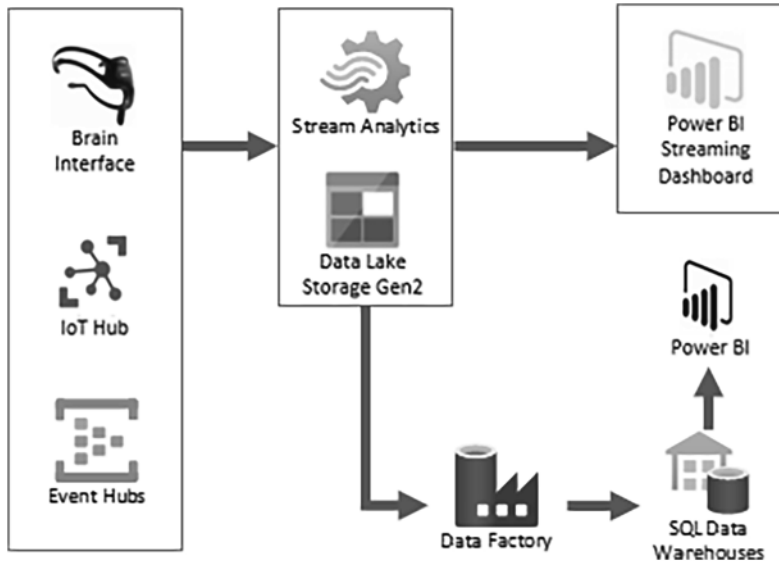 Brain
Interface
IoT Hub
Event Hubs
Stream Analytics
Data Lake
Storage Gen2
Power BI
Streaming
Dashboard
Power BI
Data Factory
SQL Data
Warehouses